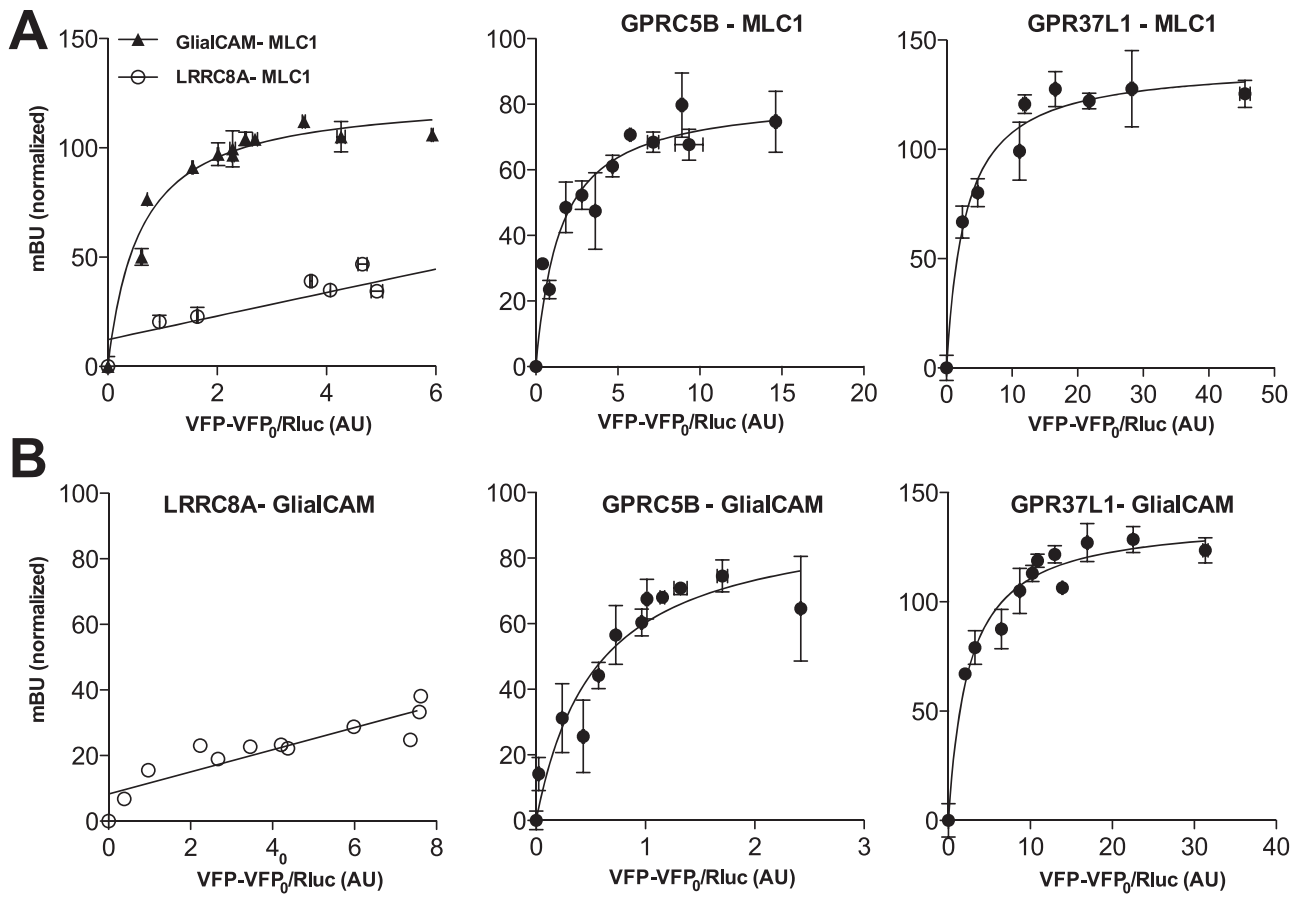 A
GlialCAM- MLC1
LRRC8A- MLC1
150
100
50
0
mBU (normalized)
0 2 4 6
VFP-VFP0/Rluc (AU)
GPRC5B - MLC1
100
80
60
40
20
0
0 5 10 15 20
VFP-VFP0/Rluc (AU)
GPR37L1 - MLC1
150
100
50
0
0 10 20 30 40 50
VFP-VFP0/Rluc (AU)
B
LRRC8A- GlialCAM
100
80
60
40
20
0
mBU (normalized)
0 2 4 6 8
0
VFP-VFP0/Rluc (AU)
GPRC5B - GlialCAM
100
80
60
40
20
0
0 1 2 3
VFP-VFP0/Rluc (AU)
GPR37L1- GlialCAM
150
100
50
0
0 10 20 30 40
VFP-VFP0/Rluc (AU)